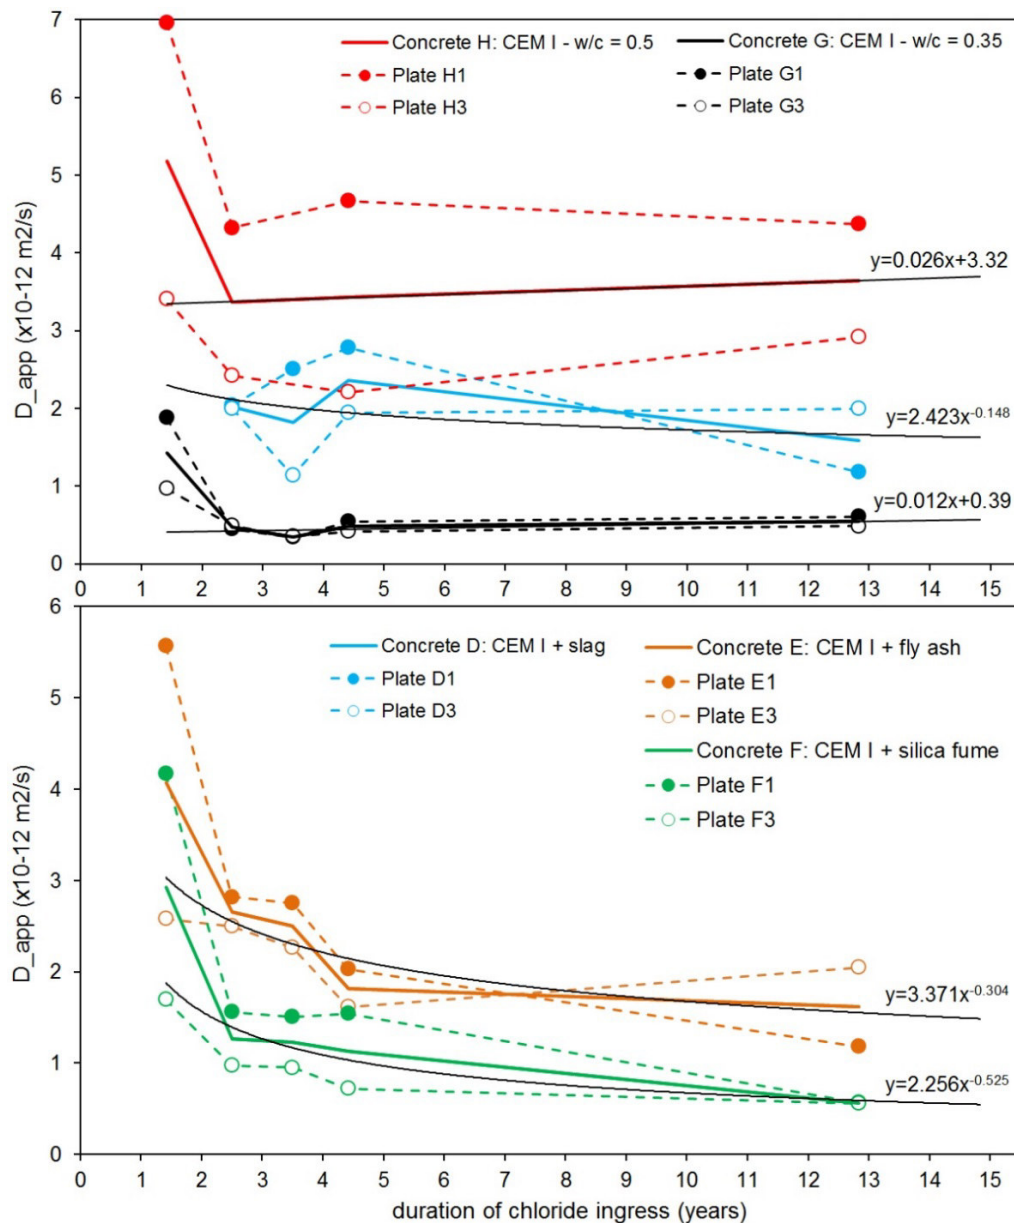 7
6
5
4
3
2
1
0
D_app (x10-12 m2/s)
Concrete H: CEM I - w/c = 0.5
Plate H1
Plate H3
Concrete G: CEM I - w/c = 0.35
Plate G1
Plate G3
y=0.026x+3.32
y=2.423x^-0.148
y=0.012x+0.39
0 1 2 3 4 5 6 7 8 9 10 11 12 13 14 15
6
5
4
3
2
1
0
D_app (x10-12 m2/s)
Concrete D: CEM I + slag
Plate D1
Plate D3
Concrete E: CEM I + fly ash
Plate E1
Plate E3
Concrete F: CEM I + silica fume
Plate F1
Plate F3
y=3.371x^-0.304
y=2.256x^-0.525
0 1 2 3 4 5 6 7 8 9 10 11 12 13 14 15
duration of chloride ingress (years)